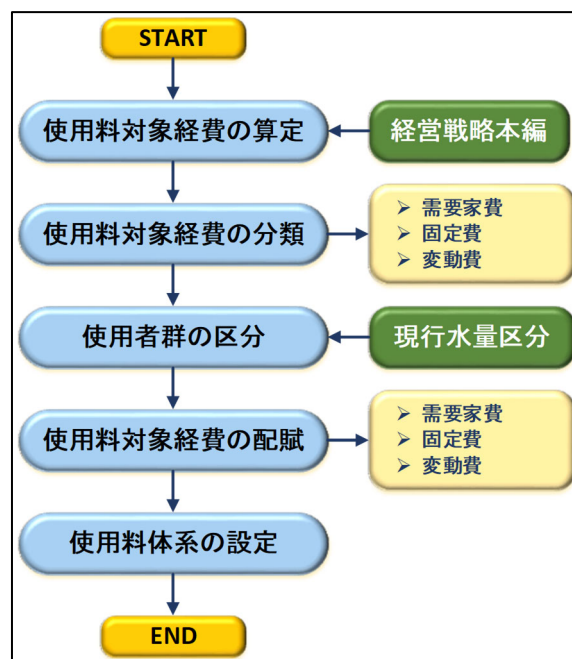 START
使用料対象経費の算定
経営戦略本編
使用料対象経費の分類
➢ 需要家費
➢ 固定費
➢ 変動費
使用者群の区分
現行水量区分
使用料対象経費の配賦
➢ 需要家費
➢ 固定費
➢ 変動費
使用料体系の設定
END